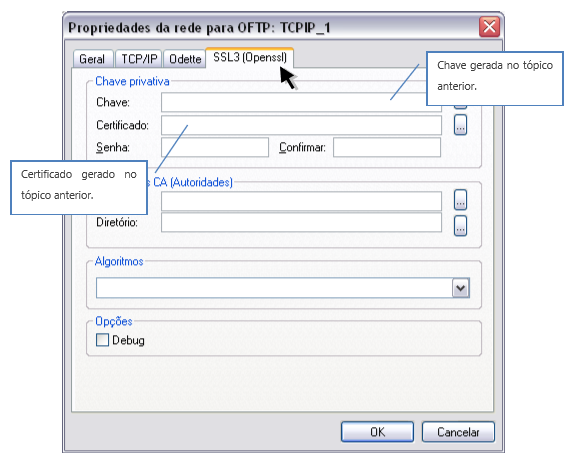 Propriedades da rede para OFTP: TCPIP_1
Geral TCP/IP Odette SSL3 (Openssl)
Chave gerada no tópico
anterior.
Chave privativa
Chave:
...
Certificado:
...
Senha: Confirmar:
Certificado gerado no
tópico anterior.
s CA (Autoridades)
...
Diretório:
...
Algoritmos
Opções
Debug
OK Cancelar